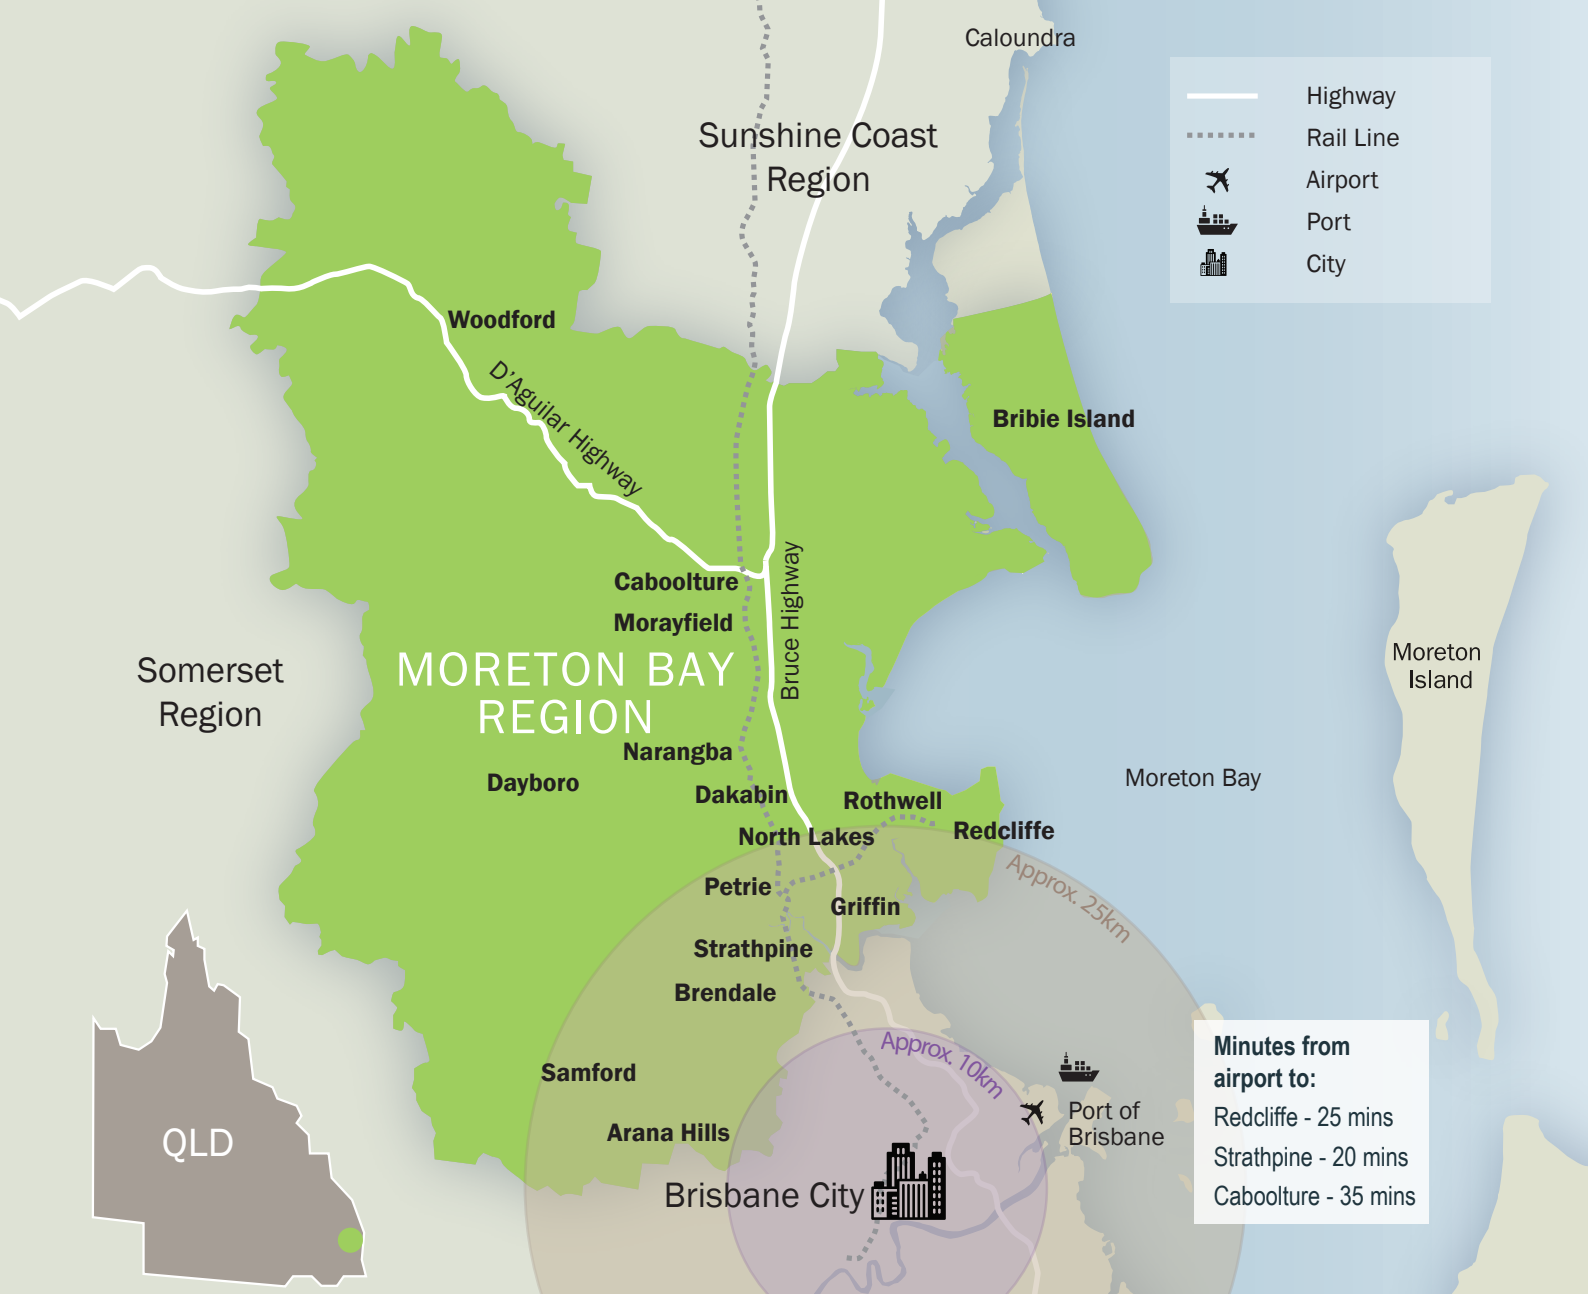 Caloundra
Highway
Rail Line
Airport
Port
City
Sunshine Coast
Region
Woodford
D'Aguilar Highway
Bribie Island
Caboolture
Morayfield
Bruce Highway
MORETON BAY
REGION
Somerset
Region
Moreton
Island
Narangba
Dayboro
Moreton Bay
Dakabin
Rothwell
North Lakes
Redcliffe
Approx. 25km
Petrie
Griffin
Strathpine
Brendale
Approx. 10km
Samford
Arana Hills
Port of
Brisbane
QLD
Brisbane City
Minutes from
airport to:
Redcliffe - 25 mins
Strathpine - 20 mins
Caboolture - 35 mins